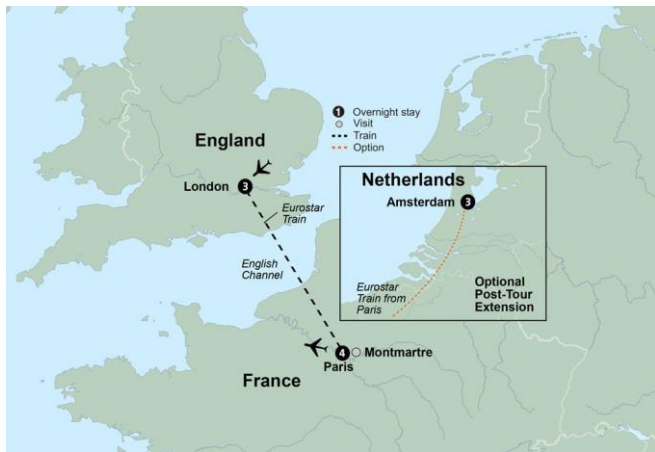 1 Overnight stay
Visit
Train
Option
England
London 3
Eurostar
Train
English
Channel
Netherlands
Amsterdam 3
Eurostar
Train from
Paris
Optional
Post-Tour
Extension
4 Montmartre
Paris
France